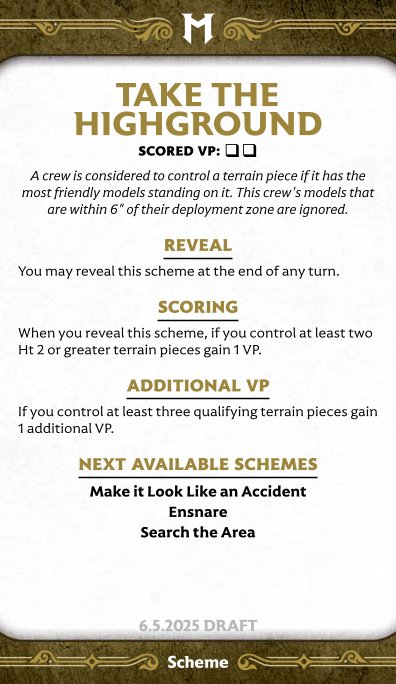 M
TAKE THE
HIGHGROUND
SCORED VP: ❏ ❏
A crew is considered to control a terrain piece if it has the
most friendly models standing on it. This crew's models that
are within 6" of their deployment zone are ignored.
REVEAL
You may reveal this scheme at the end of any turn.
SCORING
When you reveal this scheme, if you control at least two
Ht 2 or greater terrain pieces gain 1 VP.
ADDITIONAL VP
If you control at least three qualifying terrain pieces gain
1 additional VP.
NEXT AVAILABLE SCHEMES
Make it Look Like an Accident
Ensnare
Search the Area
6.5.2025 DRAFT
Scheme